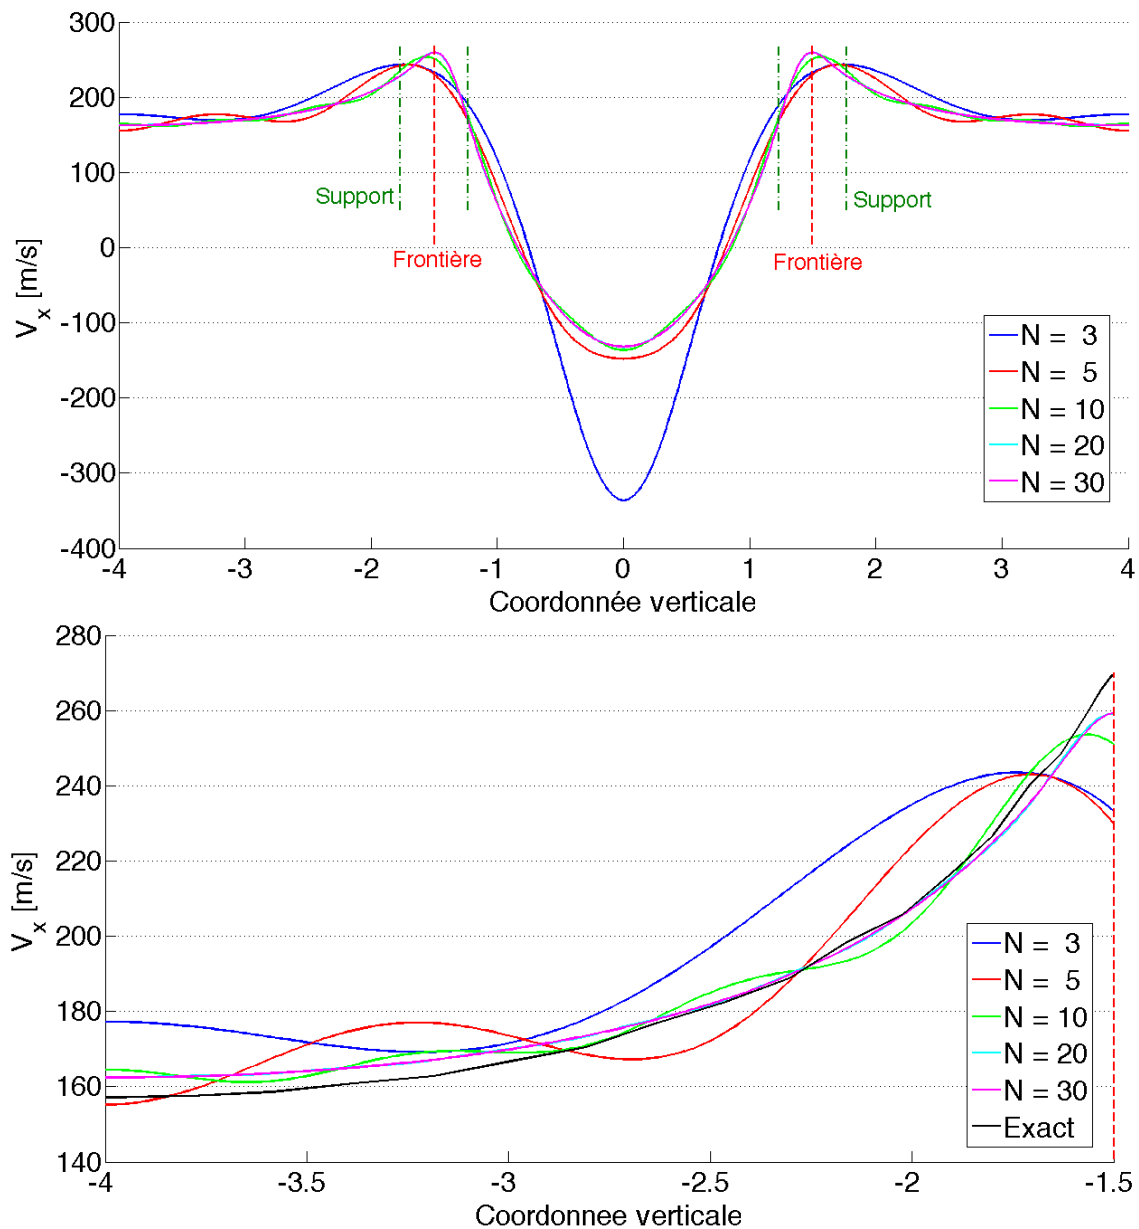 300
200
100
0
-100
-200
-300
-400
V_x [m/s]
Support
Support
Frontière
Frontière
N = 3
N = 5
N = 10
N = 20
N = 30
-4 -3 -2 -1 0 1 2 3 4
Coordonnée verticale
280
260
240
220
200
180
160
140
V_x [m/s]
N = 3
N = 5
N = 10
N = 20
N = 30
Exact
-4 -3.5 -3 -2.5 -2 -1.5
Coordonnee verticale